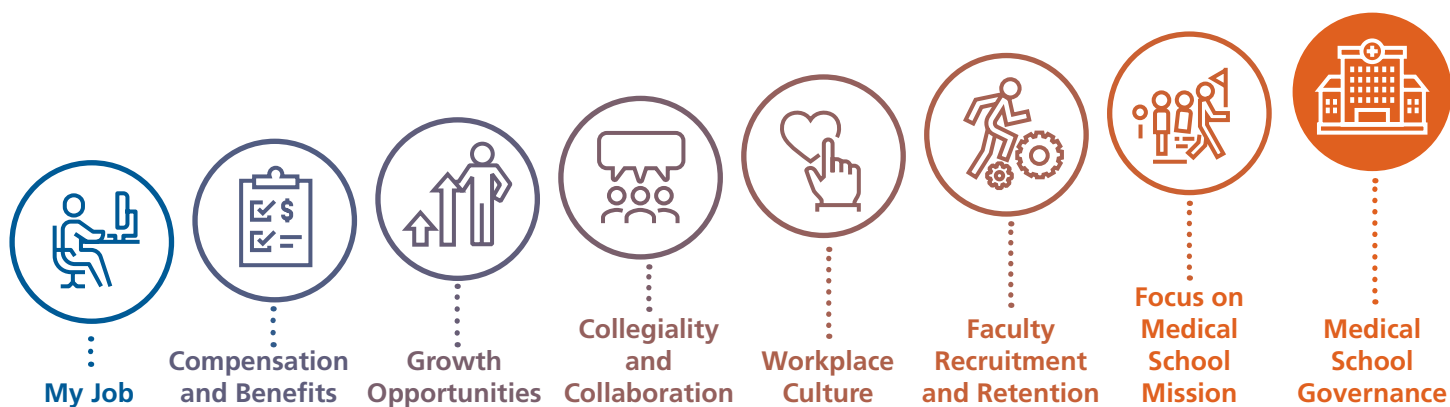 My Job
Compensation
and Benefits
$
Growth
Opportunities
Collegiality
and
Collaboration
Workplace
Culture
Faculty
Recruitment
and Retention
Focus on
Medical
School
Mission
Medical
School
Governance